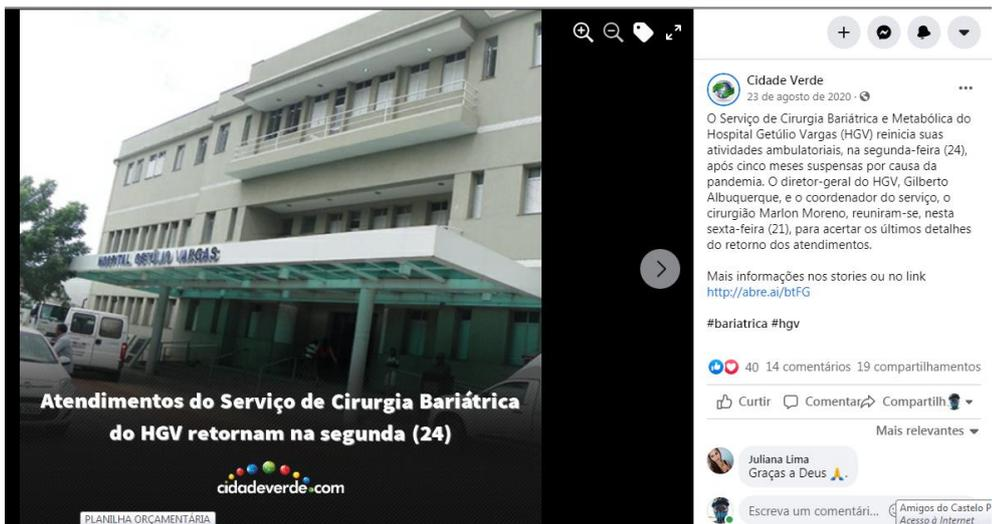 HOSPITAL GETÚLIO VARGAS
Atendimentos do Serviço de Cirurgia Bariátrica
do HGV retornam na segunda (24)
cidadeverde.com
PLANILHA ORÇAMENTÁRIA
Cidade Verde
23 de agosto de 2020 ·
O Serviço de Cirurgia Bariátrica e Metabólica do
Hospital Getúlio Vargas (HGV) reinicia suas
atividades ambulatoriais, na segunda-feira (24),
após cinco meses suspensas por causa da
pandemia. O diretor-geral do HGV, Gilberto
Albuquerque, e o coordenador do serviço, o
cirurgião Marlon Moreno, reuniram-se, nesta
sexta-feira (21), para acertar os últimos detalhes
do retorno dos atendimentos.
Mais informações nos stories ou no link
http://abre.ai/btFG
#bariatrica #hgv
40 14 comentários 19 compartilhamentos
Curtir Comentar Compartilh
Mais relevantes
Juliana Lima
Graças a Deus 🙏.
Escreva um comentári...
Amigos do Castelo P
Acesso à Internet